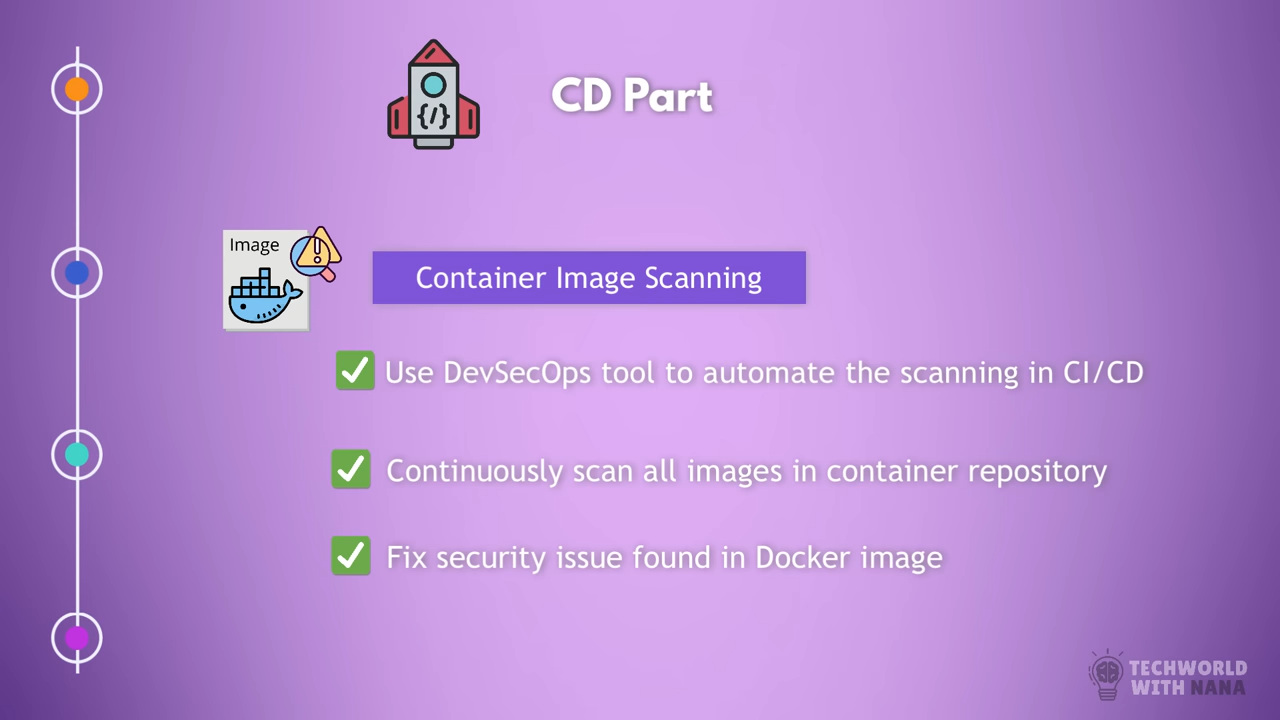 CD Part
Image
Container Image Scanning
Use DevSecOps tool to automate the scanning in CI/CD
Continuously scan all images in container repository
Fix security issue found in Docker image
TECHWORLD
WITH NANA